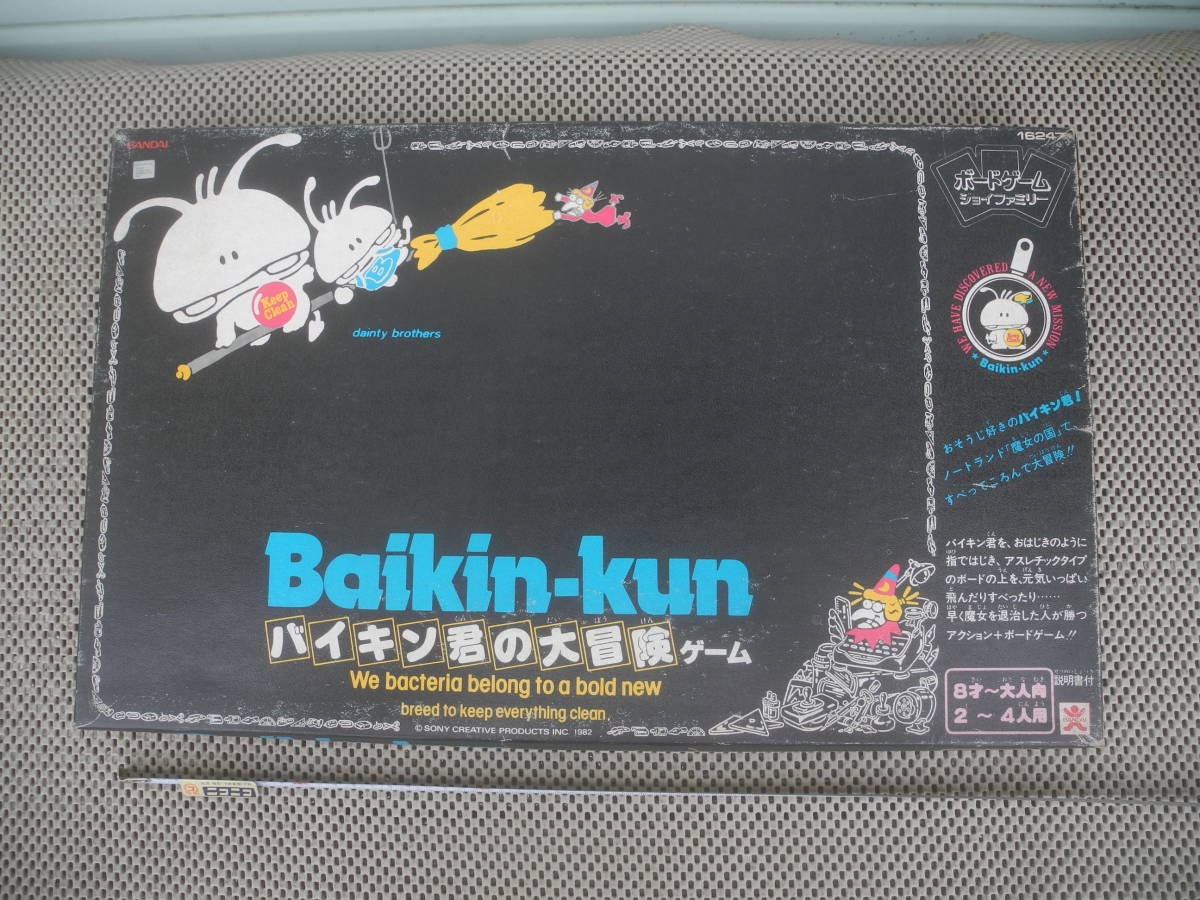 BANDAI
16247
ボードゲーム
ジョイファミリー
Keep
Clean
B
dainty brothers
WE HAVE DISCOVERED A NEW MISSION
★ Baikin-kun ★
おそうじ好きのバイキン君!
ノートランド「魔女の国」で
すべってころんで大冒険!!
バイキン君を、おはじきのように
指ではじき、アスレチックタイプ
のボードの上を、元気いっぱい
飛んだりすべったり……
早く魔女を退治した人が勝つ
アクション+ボードゲーム!!
Baikin-kun
バイキン君の大冒険ゲーム
We bacteria belong to a bold new
breed to keep everything clean.
© SONY CREATIVE PRODUCTS INC. 1982
8才～大人向
2～4人用
説明書付
BANDAI